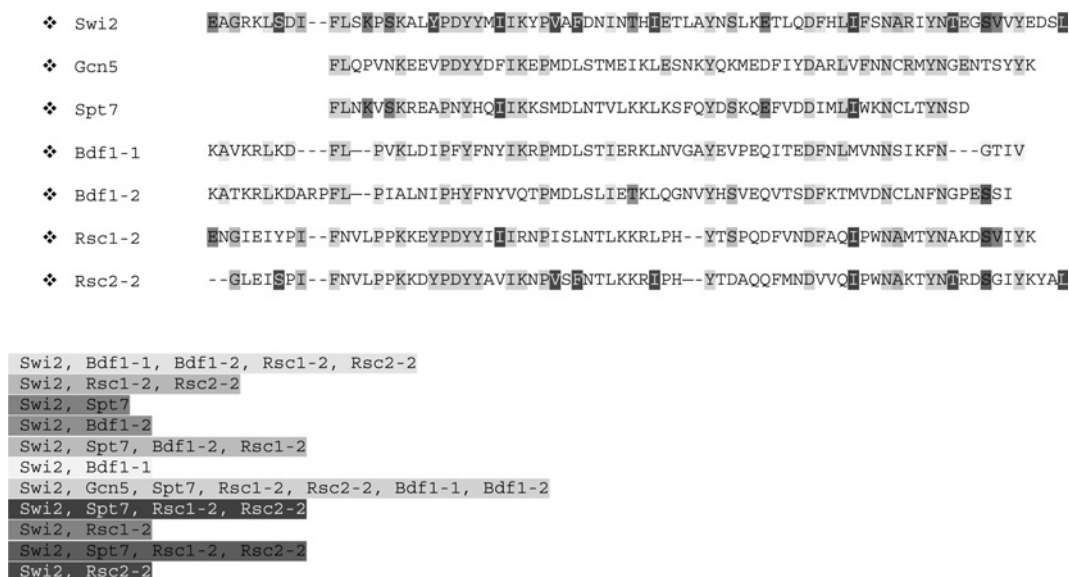 ❖ Swi2 EAGRKLSDI--FLSKPSKALYPDYYMIIKYPVAFDNINTHIETLAYNSLKETLQDFHLIFSNARIYNTEGSVVYEDSL
❖ Gcn5 FLQPVNKEEVPDYYDFIKEPMDLSTMEIKLESNKYQKMEDFIYDARLVFNNCRMYNGENTSYYK
❖ Spt7 FLNKVSKREAPNYHQIIKKSMDLNTVLKKLKSFQYDSKQEFVDDIMLIWKNCLTYNSD
❖ Bdf1-1 KAVKRLKD---FL--PVKLDIPFYFNYIKRPMDLSTIERKLNVGAYEVPEQITEDFNLMVNNSIKFN---GTIV
❖ Bdf1-2 KATKRLKDARPFL--PIALNIPHYFNYVQTPMDLSLIETKLQGNVYHSVEQVTSDFKTMVDNCLNFNGPESSI
❖ Rsc1-2 ENGIEIYPI--FNVLPPKKEYPDYYIIIRNPISLNTLKKRLPH--YTSPQDFVNDFAQIPWNAMTYNAKDSVIYK
❖ Rsc2-2 --GLEISPI--FNVLPPKKDYPDYYAVIKNPVSFNTLKKRIPH--YTDAQQFMNDVVQIPWNAKTYNTRDSGIYKYAL
Swi2, Bdf1-1, Bdf1-2, Rsc1-2, Rsc2-2
Swi2, Rsc1-2, Rsc2-2
Swi2, Spt7
Swi2, Bdf1-2
Swi2, Spt7, Bdf1-2, Rsc1-2
Swi2, Bdf1-1
Swi2, Gcn5, Spt7, Rsc1-2, Rsc2-2, Bdf1-1, Bdf1-2
Swi2, Spt7, Rsc1-2, Rsc2-2
Swi2, Rsc1-2
Swi2, Spt7, Rsc1-2, Rsc2-2
Swi2, Rsc2-2